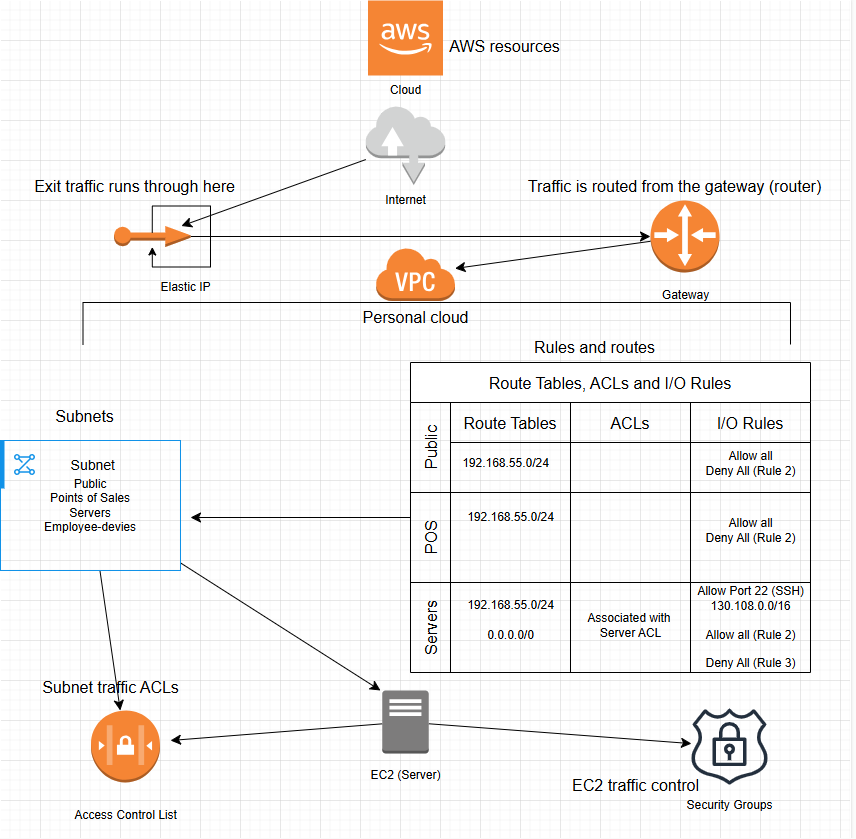 aws
AWS resources
Cloud
Internet
Exit traffic runs through here
Traffic is routed from the gateway (router)
Elastic IP
VPC
Gateway
Personal cloud
Rules and routes
Route Tables, ACLs and I/O Rules
Public
Route Tables
ACLs
I/O Rules
192.168.55.0/24
Allow all
Deny All (Rule 2)
POS
192.168.55.0/24
Allow all
Deny All (Rule 2)
Servers
192.168.55.0/24
0.0.0.0/0
Associated with
Server ACL
Allow Port 22 (SSH)
130.108.0.0/16
Allow all (Rule 2)
Deny All (Rule 3)
Subnets
Subnet
Public
Points of Sales
Servers
Employee-devies
Subnet traffic ACLs
Access Control List
EC2 (Server)
EC2 traffic control
Security Groups